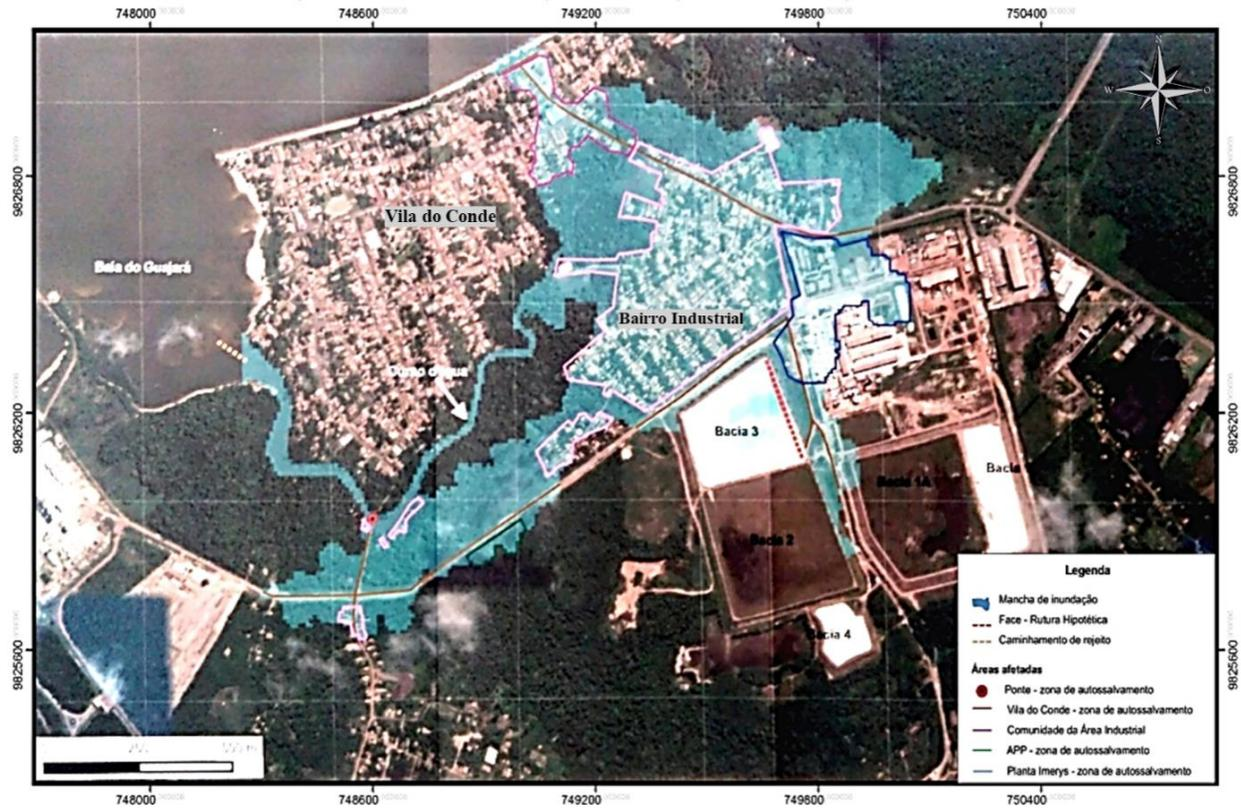 748000 748600 749200 749800 750400
N
W O
S
9826800 9826800
Vila do Conde
Baia do Guajará
Bairro Industrial
9826200 9826200
Bacia 3
Bacia
Bacia 1A
Bacia 2
Bacia 4
9825600 9825600
Legenda
Mancha de inundação
Face - Rutura Hipotética
Caminhamento de rejeito
Áreas afetadas
Ponte - zona de autossalvamento
Vila do Conde - zona de autossalvamento
Comunidade da Área Industrial
APP - zona de autossalvamento
Planta Imerys - zona de autossalvamento
748000 748600 749200 749800 750400